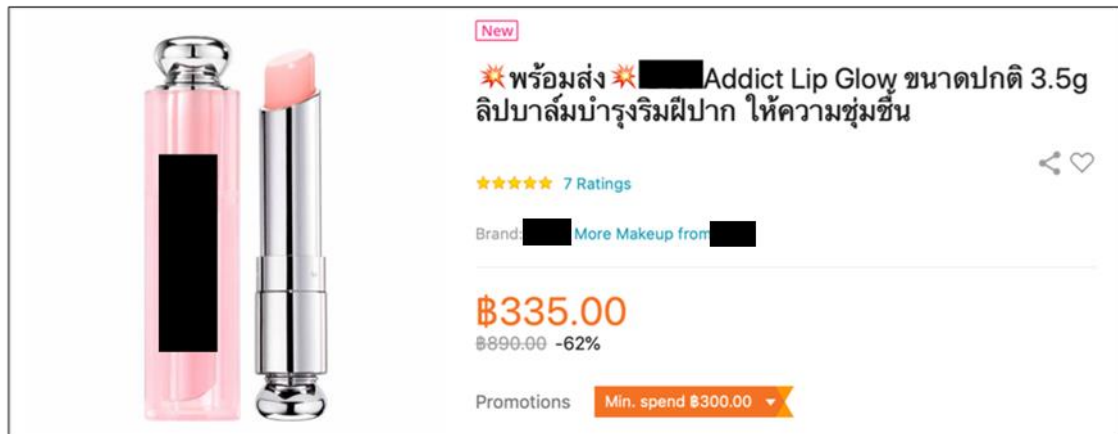 New
💥พร้อมส่ง💥 Addict Lip Glow ขนาดปกติ 3.5g
ลิปบาล์มบำรุงริมฝีปาก ให้ความชุ่มชื้น
7 Ratings
Brand: More Makeup from
฿335.00
฿890.00 -62%
Promotions Min. spend ฿300.00